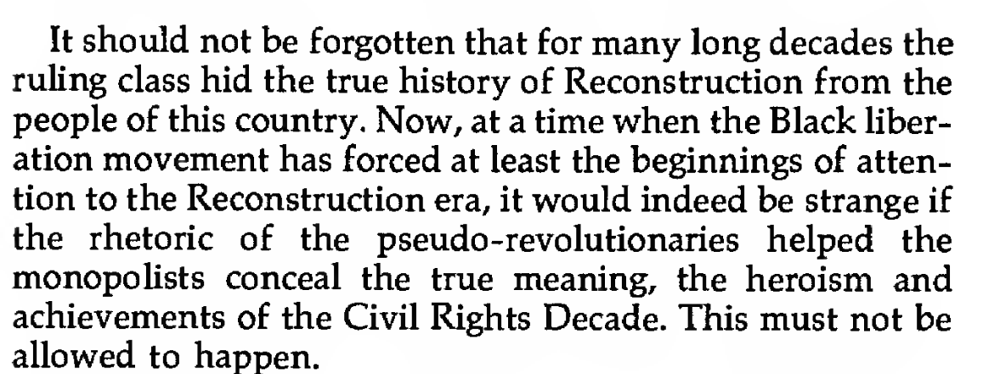 It should not be forgotten that for many long decades the
ruling class hid the true history of Reconstruction from the
people of this country. Now, at a time when the Black liber-
ation movement has forced at least the beginnings of atten-
tion to the Reconstruction era, it would indeed be strange if
the rhetoric of the pseudo-revolutionaries helped the
monopolists conceal the true meaning, the heroism and
achievements of the Civil Rights Decade. This must not be
allowed to happen.